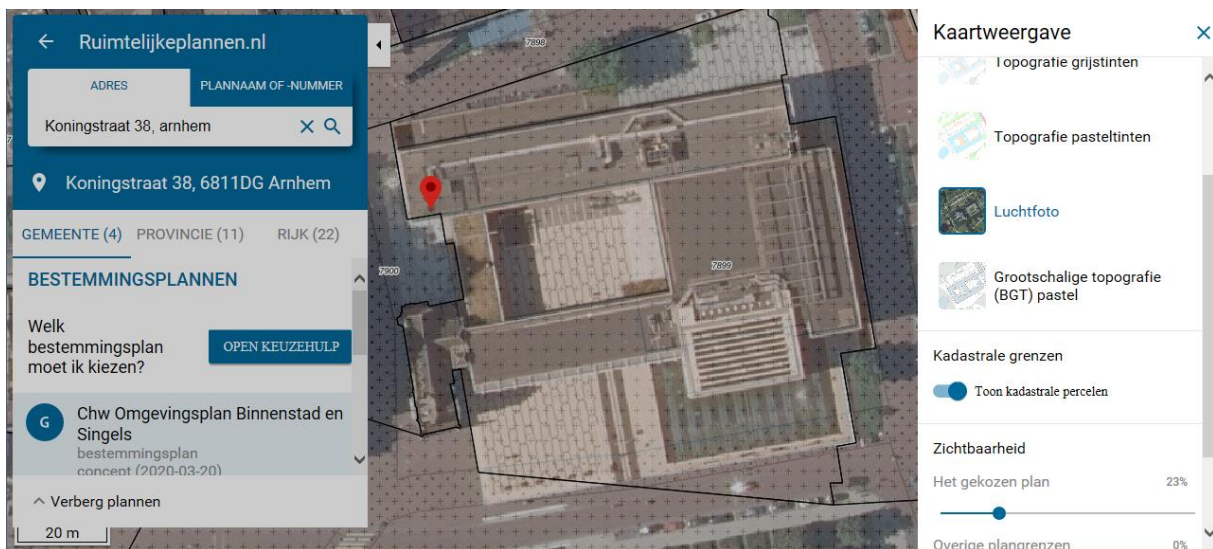 Ruimtelijkeplannen.nl
ADRES
PLANNAAM OF -NUMMER
Koningstraat 38, arnhem
Koningstraat 38, 6811DG Arnhem
GEMEENTE (4)
PROVINCIE (11)
RIJK (22)
BESTEMMINGSPLANNEN
Welk
bestemmingsplan
moet ik kiezen?
OPEN KEUZEHULP
G
Chw Omgevingsplan Binnenstad en
Singels
bestemmingsplan
concept (2020-03-20)
Verberg plannen
20 m
7898
7900
7899
Kaartweergave
Topografie grijstinten
Topografie pasteltinten
Luchtfoto
Grootschalige topografie
(BGT) pastel
Kadastrale grenzen
Toon kadastrale percelen
Zichtbaarheid
Het gekozen plan
23%
Overige plangrenzen
0%